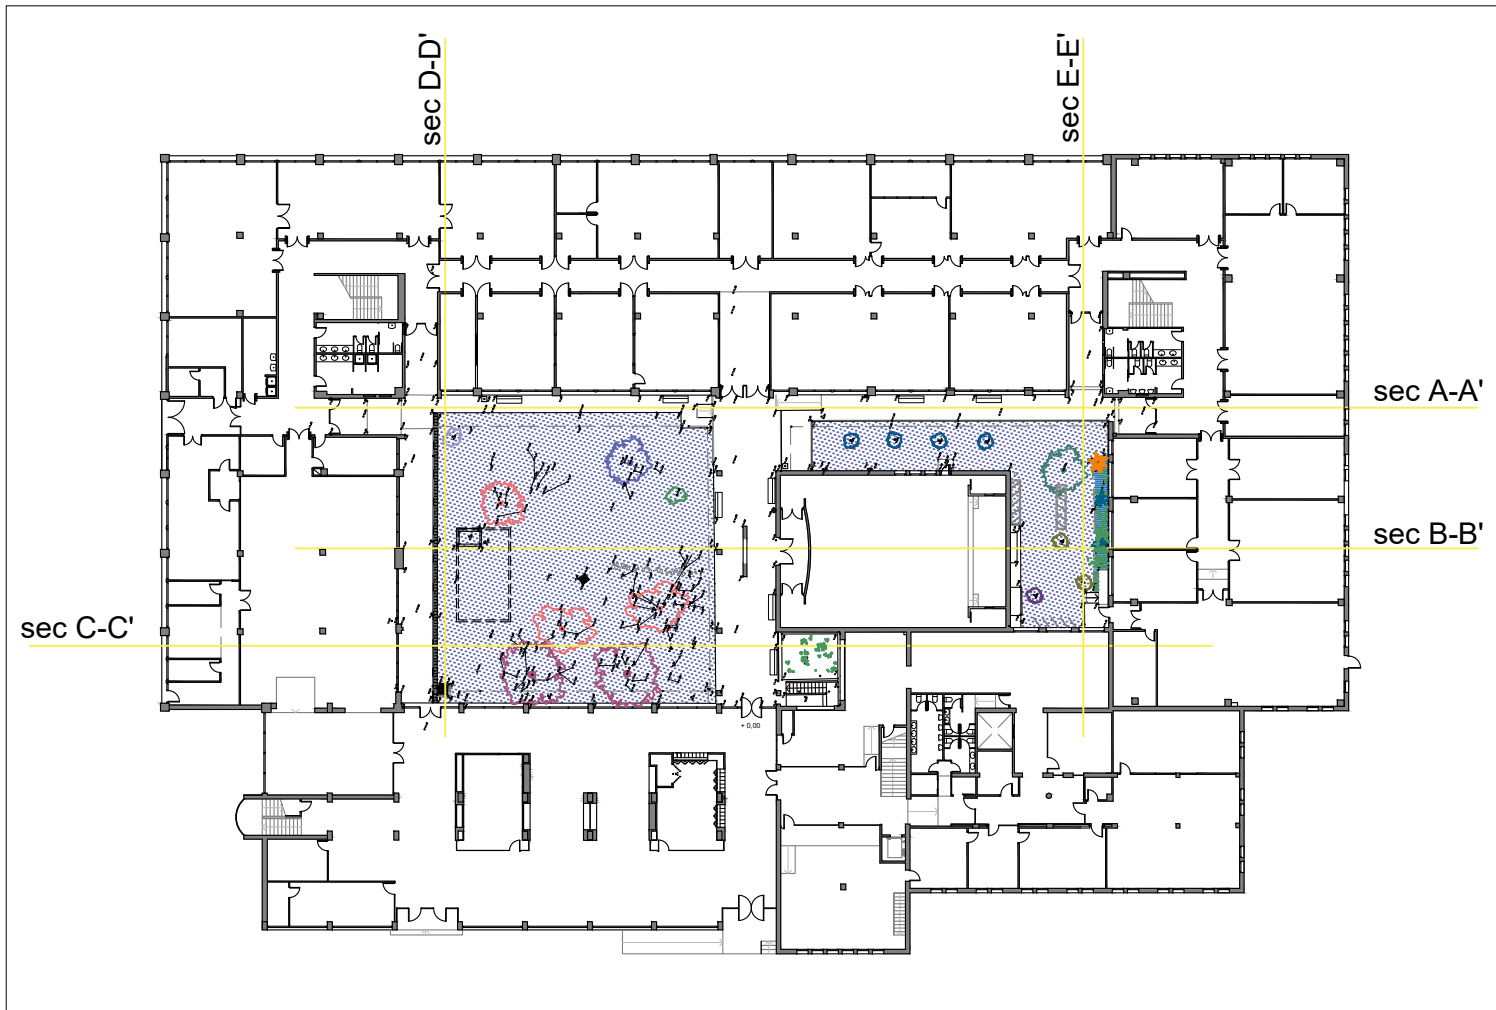 sec D-D'
sec E-E'
sec A-A'
sec B-B'
sec C-C'
+ 0,00